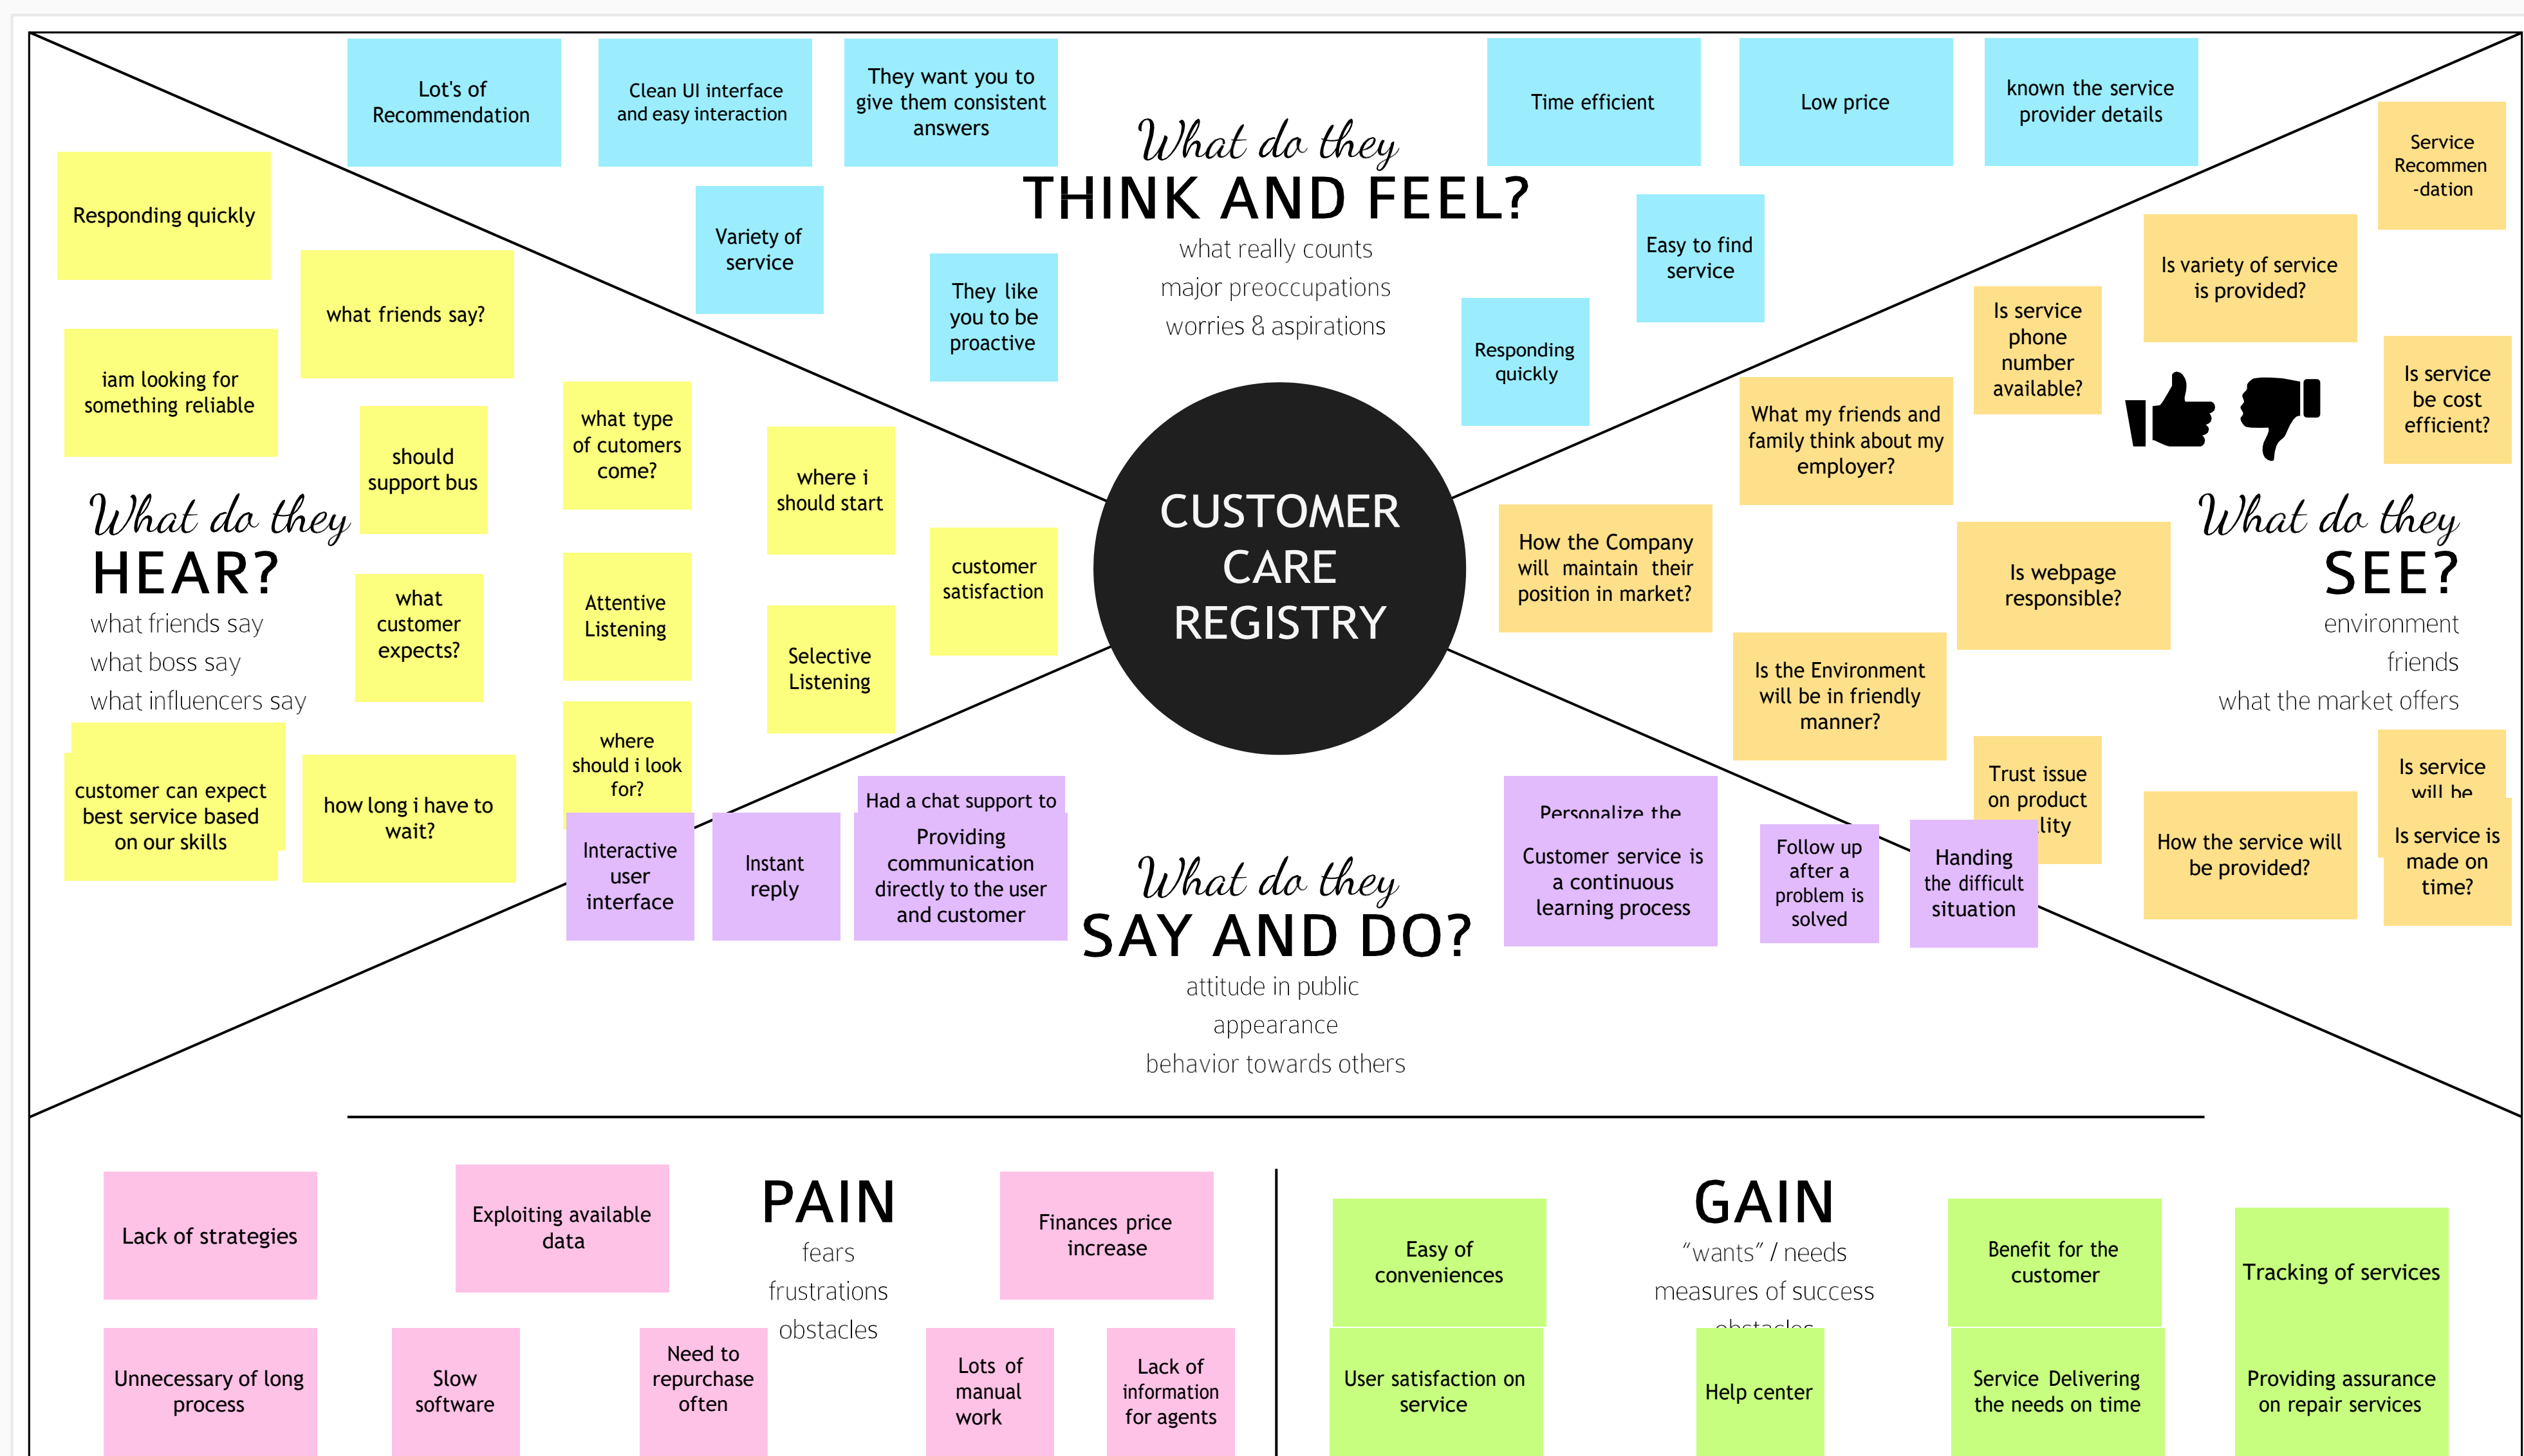 Lot's of
Recommendation
Clean UI interface
and easy interaction
They want you to
give them consistent
answers
Variety of
service
They like
you to be
proactive
What do they
THINK AND FEEL?
what really counts
major preoccupations
worries & aspirations
Time efficient
Low price
known the service
provider details
Easy to find
service
Responding
quickly
Responding quickly
what friends say?
iam looking for
something reliable
should
support bus
what type
of cutomers
come?
where i
should start
customer
satisfaction
What do they
HEAR?
what friends say
what boss say
what influencers say
what
customer
expects?
Attentive
Listening
Selective
Listening
where
should i look
for?
customer can expect
best service based
on our skills
how long i have to
wait?
CUSTOMER
CARE
REGISTRY
Service
Recommen
-dation
Is variety of service
is provided?
Is service
phone
number
available?
Is service
be cost
efficient?
What my friends and
family think about my
employer?
How the Company
will maintain their
position in market?
Is webpage
responsible?
Is the Environment
will be in friendly
manner?
What do they
SEE?
environment
friends
what the market offers
Trust issue
on product
lity
How the service will
be provided?
Is service
will be
Is service is
made on
time?
Interactive
user
interface
Instant
reply
Had a chat support to
Providing
communication
directly to the user
and customer
What do they
SAY AND DO?
attitude in public
appearance
behavior towards others
Personalize the
Customer service is
a continuous
learning process
Follow up
after a
problem is
solved
Handing
the difficult
situation
PAIN
fears
frustrations
obstacles
Lack of strategies
Exploiting available
data
Finances price
increase
Unnecessary of long
process
Slow
software
Need to
repurchase
often
Lots of
manual
work
Lack of
information
for agents
GAIN
“wants” / needs
measures of success
obstacles
Easy of
conveniences
Benefit for the
customer
Tracking of services
User satisfaction on
service
Help center
Service Delivering
the needs on time
Providing assurance
on repair services